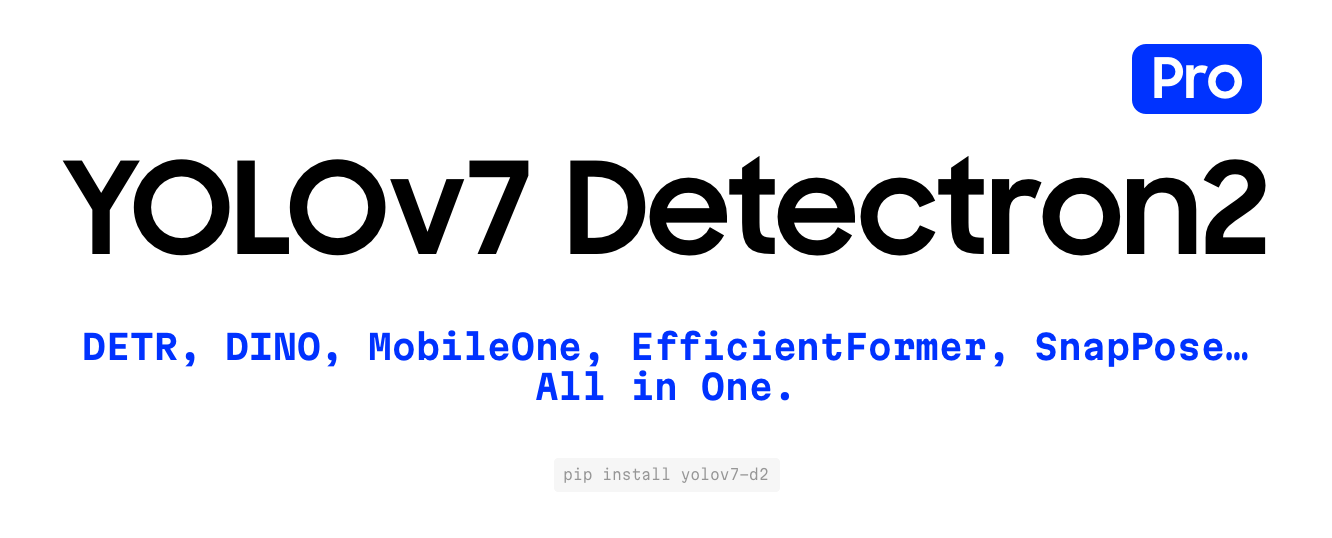 Pro
YOLOv7 Detectron2
DETR, DINO, MobileOne, EfficientFormer, SnapPose…
All in One.
pip install yolov7-d2